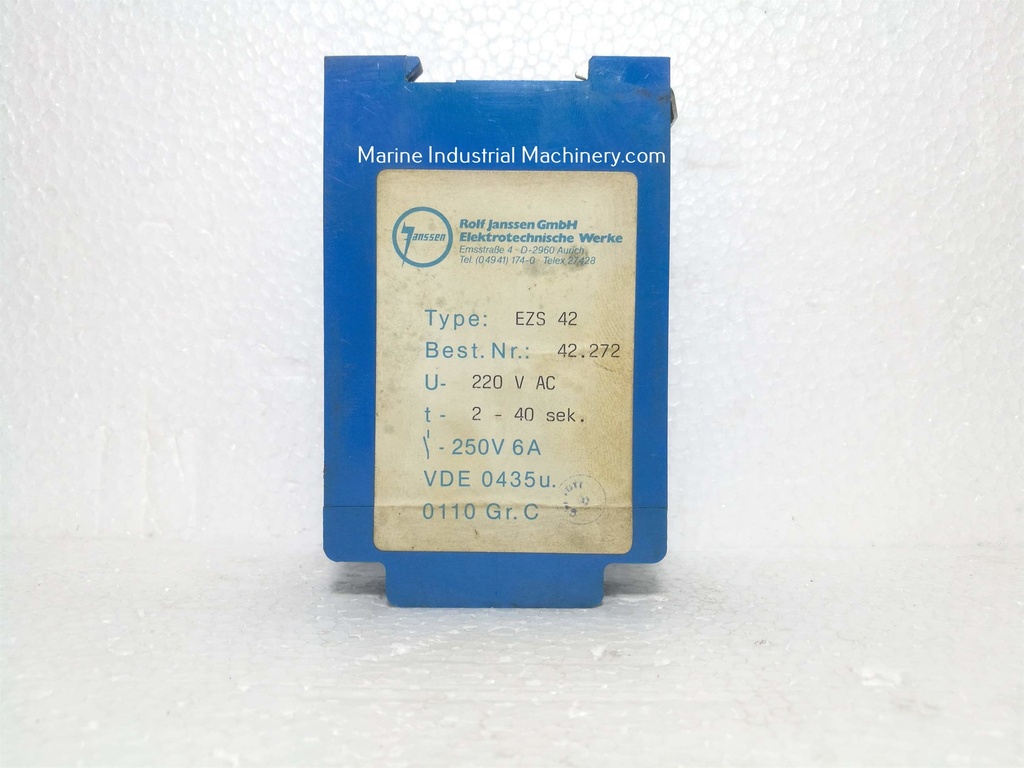 Marine Industrial Machinery.com
Janssen
Rolf Janssen GmbH
Elektrotechnische Werke
Emsstraße 4 - D-2960 Aurich
Tel. (04941) 174-0 Telex 27428
Type: EZS 42
Best. Nr.: 42.272
U- 220 V AC
t - 2 - 40 sek.
- 250V 6A
VDE 0435u.
0110 Gr. C